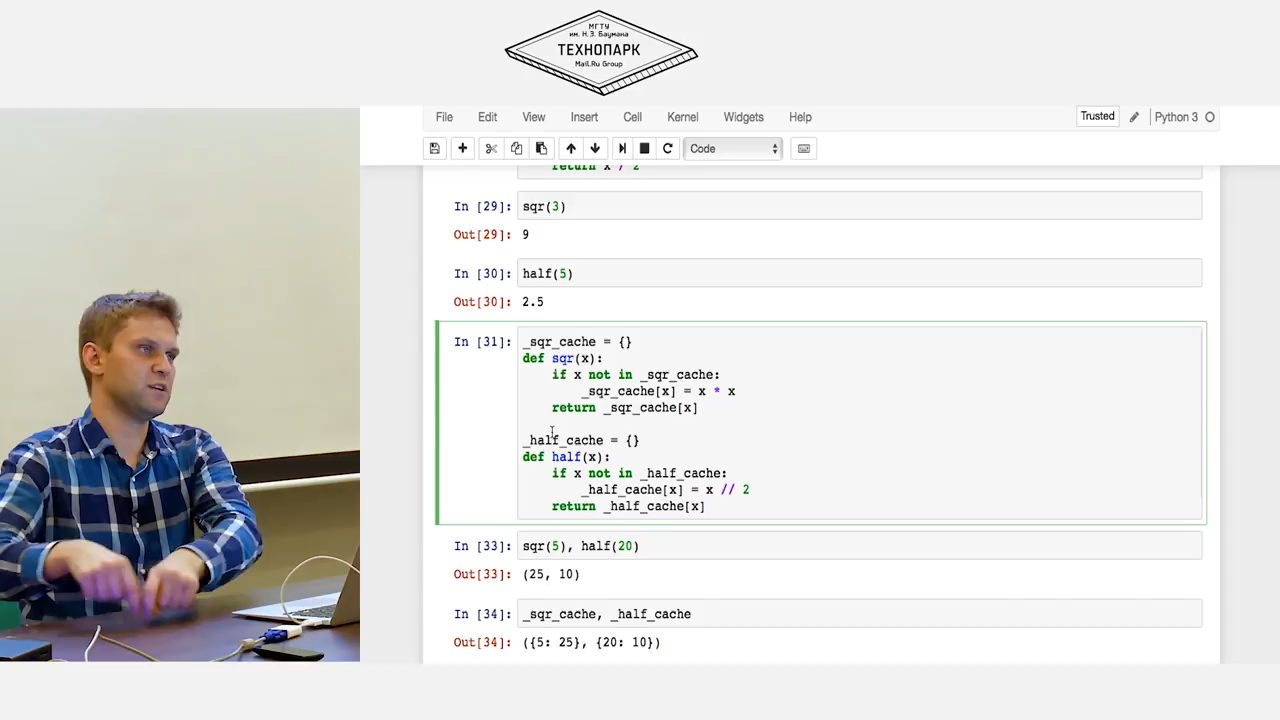 МГТУ
им. Н.Э. Баумана
ТЕХНОПАРК
Mail.Ru Group
File Edit View Insert Cell Kernel Widgets Help Trusted Python 3
Code
return x / 2
In [29]: sqr(3)
Out[29]: 9
In [30]: half(5)
Out[30]: 2.5
In [31]: _sqr_cache = {}
def sqr(x):
if x not in _sqr_cache:
_sqr_cache[x] = x * x
return _sqr_cache[x]
_half_cache = {}
def half(x):
if x not in _half_cache:
_half_cache[x] = x // 2
return _half_cache[x]
In [33]: sqr(5), half(20)
Out[33]: (25, 10)
In [34]: _sqr_cache, _half_cache
Out[34]: ({5: 25}, {20: 10})